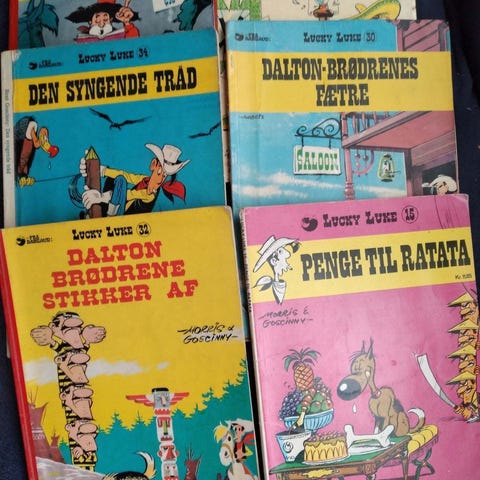 LUCKY LUKE 34
DEN SYNGENDE TRÅD
LUCKY LUKE 30
DALTON-BRØDRENES
FÆTRE
SALOON
LUCKY LUKE 32
DALTON
BRØDRENE
STIKKER AF
MORRIS &
GOSCINNY
LUCKY LUKE 15
PENGE TIL RATATA
MORRIS &
GOSCINNY